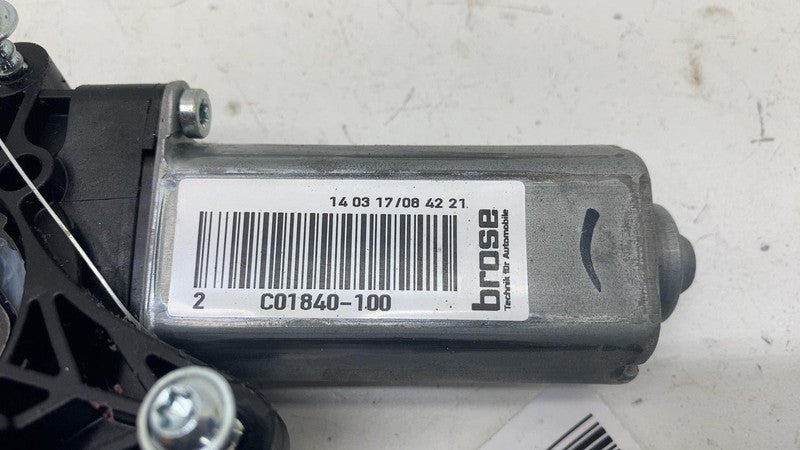 14 03 17/08 42 21
2 C01840-100
brose
Technik für Automobile